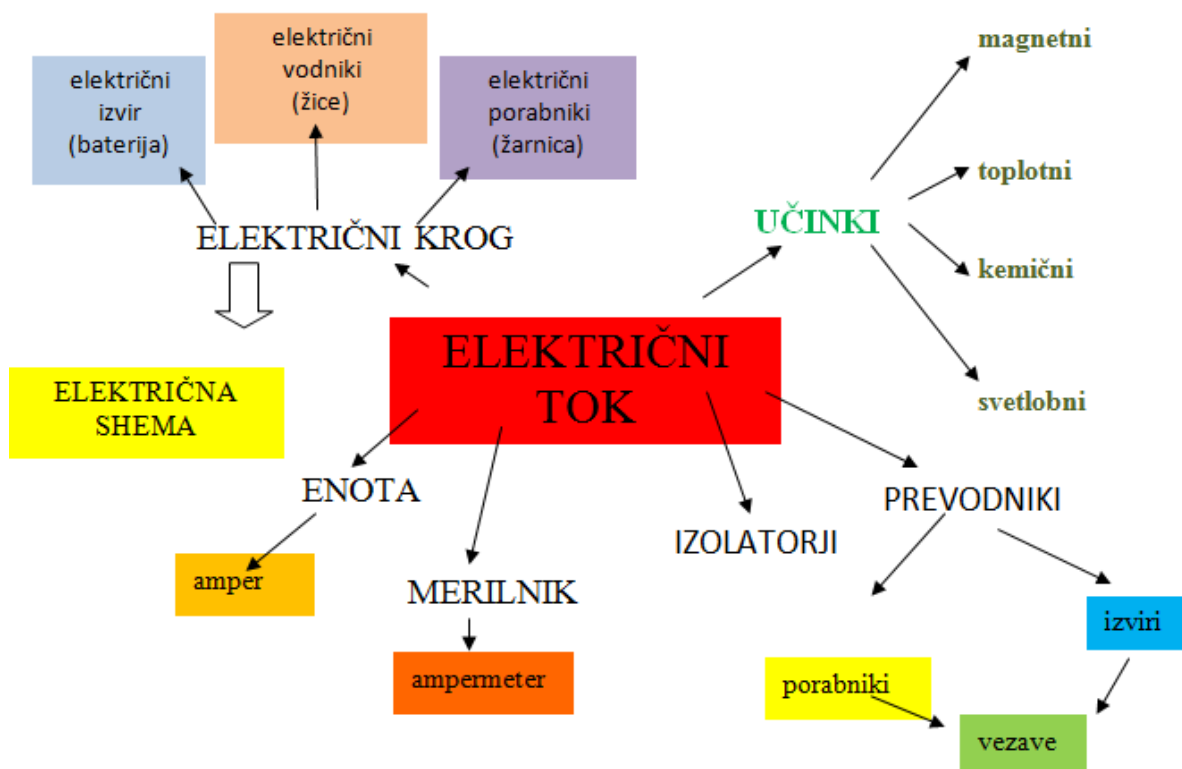 električni
izvir
(baterija)
električni
vodniki
(žice)
električni
porabniki
(žarnica)
ELEKTRIČNI KROG
ELEKTRIČNA
SHEMA
UČINKI
magnetni
toplotni
kemični
svetlobni
ELEKTRIČNI
TOK
ENOTA
amper
MERILNIK
ampermeter
IZOLATORJI
PREVODNIKI
porabniki
izviri
vezave